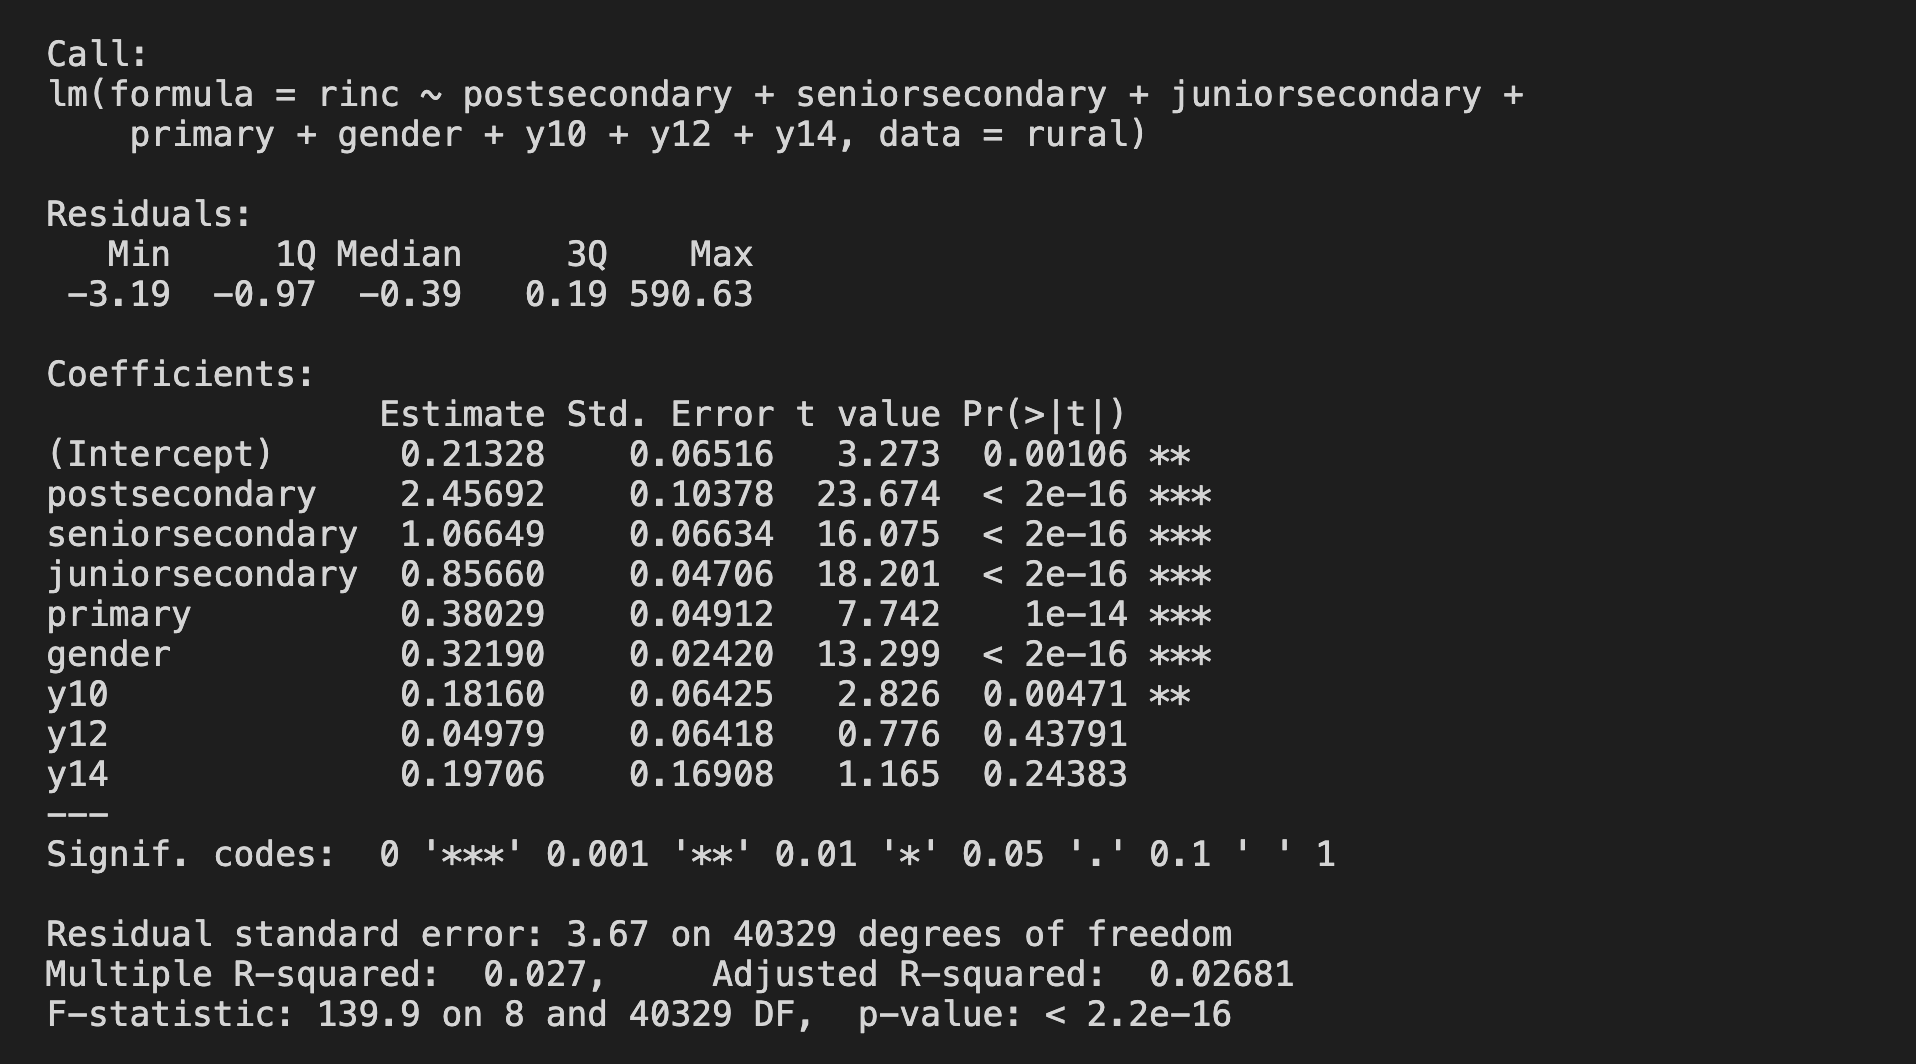 Call:
lm(formula = rinc ~ postsecondary + seniorsecondary + juniorsecondary +
    primary + gender + y10 + y12 + y14, data = rural)

Residuals:
   Min     1Q Median     3Q    Max
 -3.19  -0.97  -0.39   0.19 590.63

Coefficients:
                Estimate Std. Error t value Pr(>|t|)
(Intercept)      0.21328    0.06516   3.273  0.00106 **
postsecondary    2.45692    0.10378  23.674  < 2e-16 ***
seniorsecondary  1.06649    0.06634  16.075  < 2e-16 ***
juniorsecondary  0.85660    0.04706  18.201  < 2e-16 ***
primary          0.38029    0.04912   7.742    1e-14 ***
gender           0.32190    0.02420  13.299  < 2e-16 ***
y10              0.18160    0.06425   2.826  0.00471 **
y12              0.04979    0.06418   0.776  0.43791
y14              0.19706    0.16908   1.165  0.24383
---
Signif. codes:  0 '***' 0.001 '**' 0.01 '*' 0.05 '.' 0.1 ' ' 1

Residual standard error: 3.67 on 40329 degrees of freedom
Multiple R-squared:  0.027,     Adjusted R-squared:  0.02681
F-statistic: 139.9 on 8 and 40329 DF,  p-value: < 2.2e-16